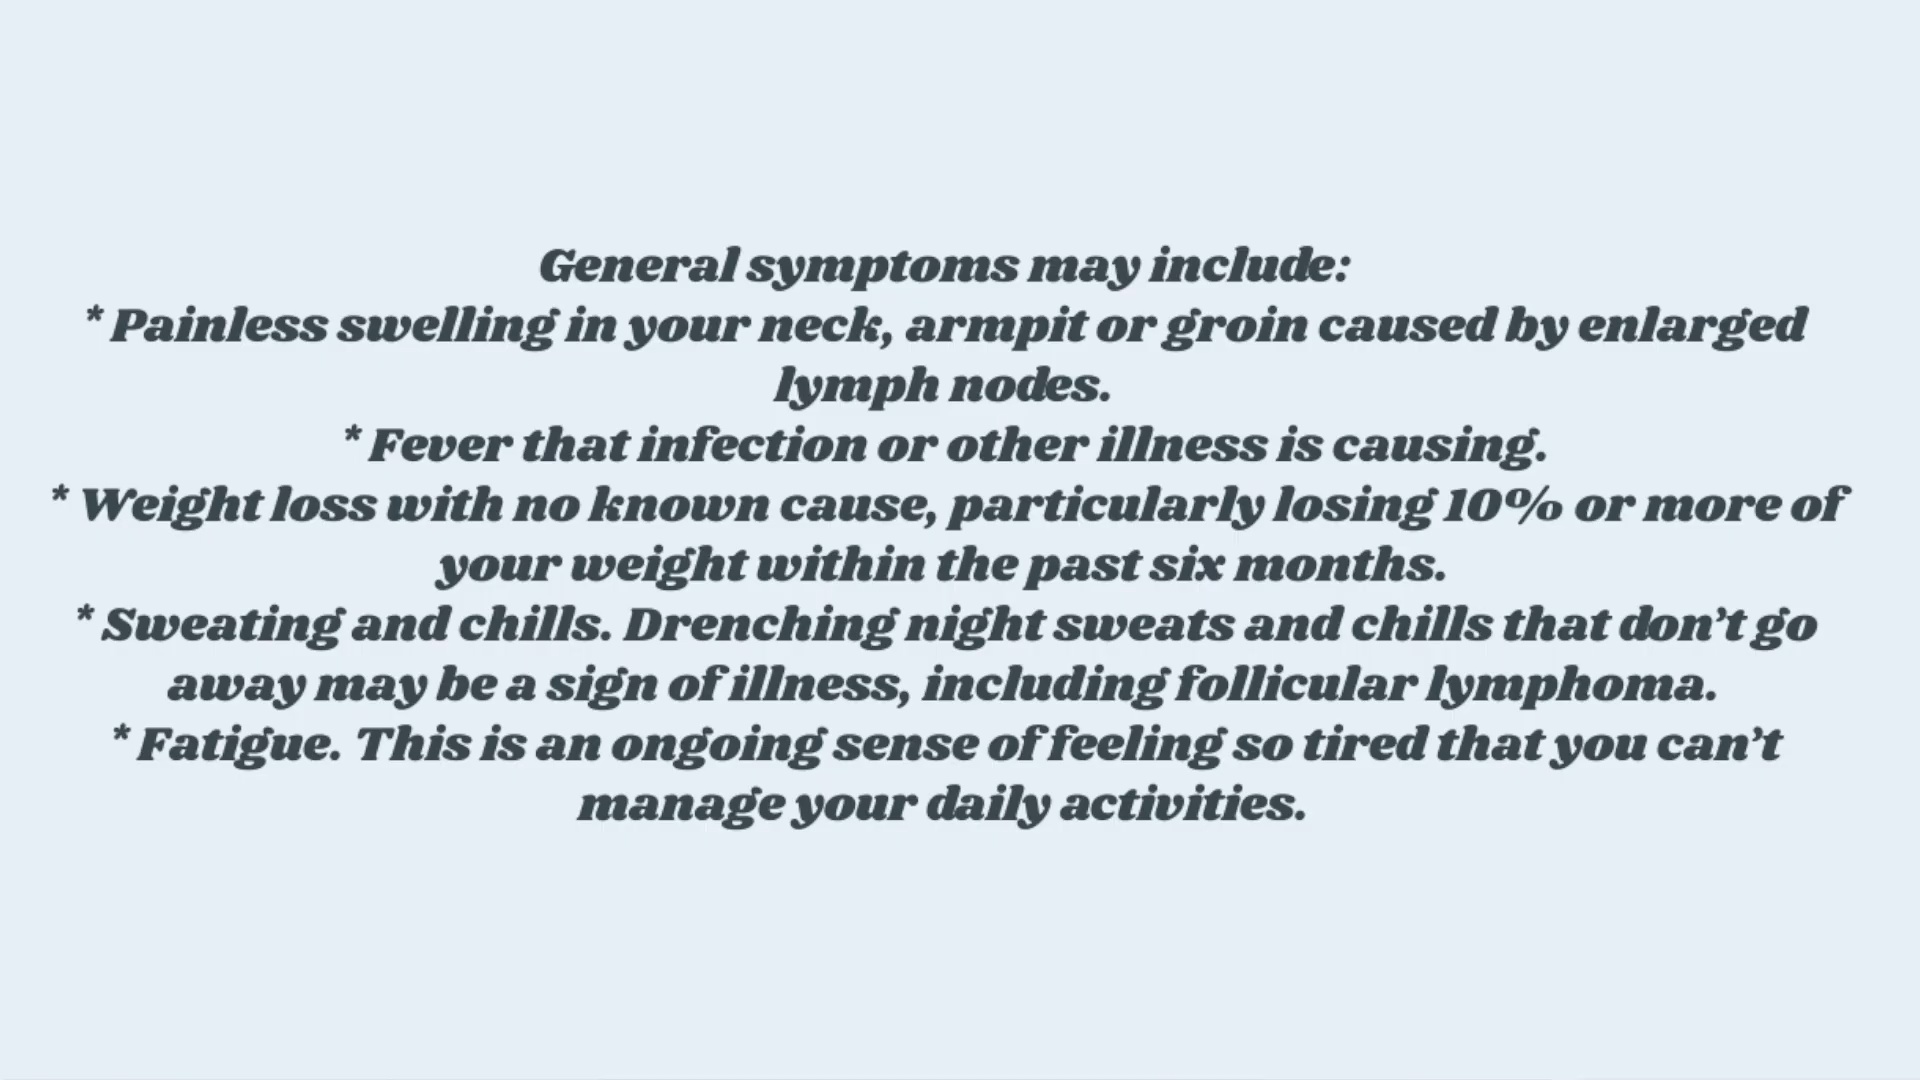 General symptoms may include:
* Painless swelling in your neck, armpit or groin caused by enlarged
lymph nodes.
* Fever that infection or other illness is causing.
* Weight loss with no known cause, particularly losing 10% or more of
your weight within the past six months.
* Sweating and chills. Drenching night sweats and chills that don’t go
away may be a sign of illness, including follicular lymphoma.
* Fatigue. This is an ongoing sense of feeling so tired that you can’t
manage your daily activities.